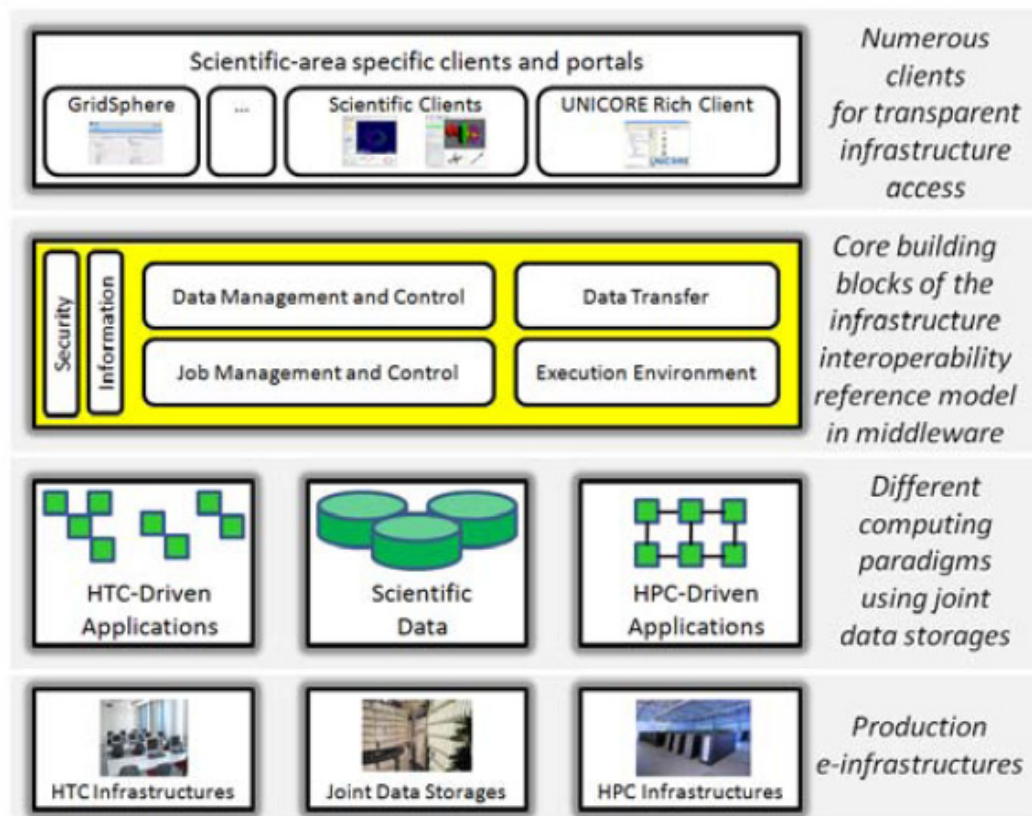 Scientific-area specific clients and portals
GridSphere
...
Scientific Clients
UNICORE Rich Client
UNICORE
Numerous
clients
for transparent
infrastructure
access
Security
Information
Data Management and Control
Data Transfer
Job Management and Control
Execution Environment
Core building
blocks of the
infrastructure
interoperability
reference model
in middleware
HTC-Driven
Applications
Scientific
Data
HPC-Driven
Applications
Different
computing
paradigms
using joint
data storages
HTC Infrastructures
Joint Data Storages
HPC Infrastructures
Production
e-infrastructures